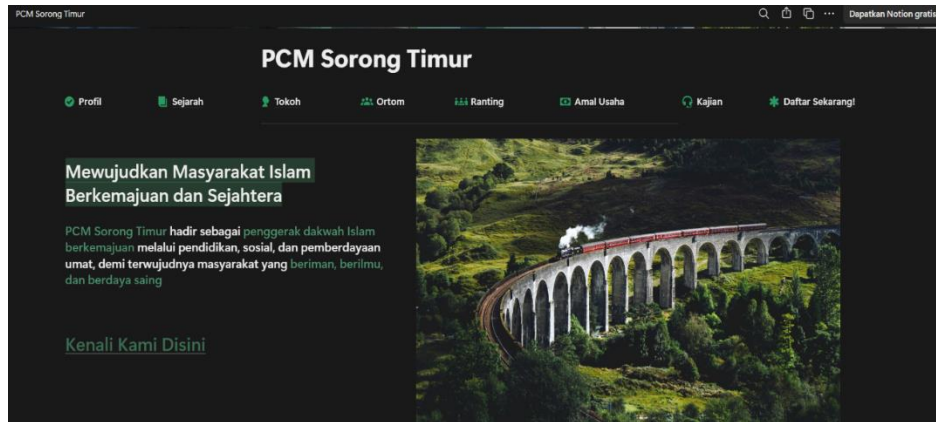 PCM Sorong Timur
Dapatkan Notion gratis
PCM Sorong Timur
Profil
Sejarah
Tokoh
Ortom
Ranting
Amal Usaha
Kajian
Daftar Sekarang!
Mewujudkan Masyarakat Islam
Berkemajuan dan Sejahtera
PCM Sorong Timur hadir sebagai penggerak dakwah Islam
berkemajuan melalui pendidikan, sosial, dan pemberdayaan
umat, demi terwujudnya masyarakat yang beriman, berilmu,
dan berdaya saing
Kenali Kami Disini